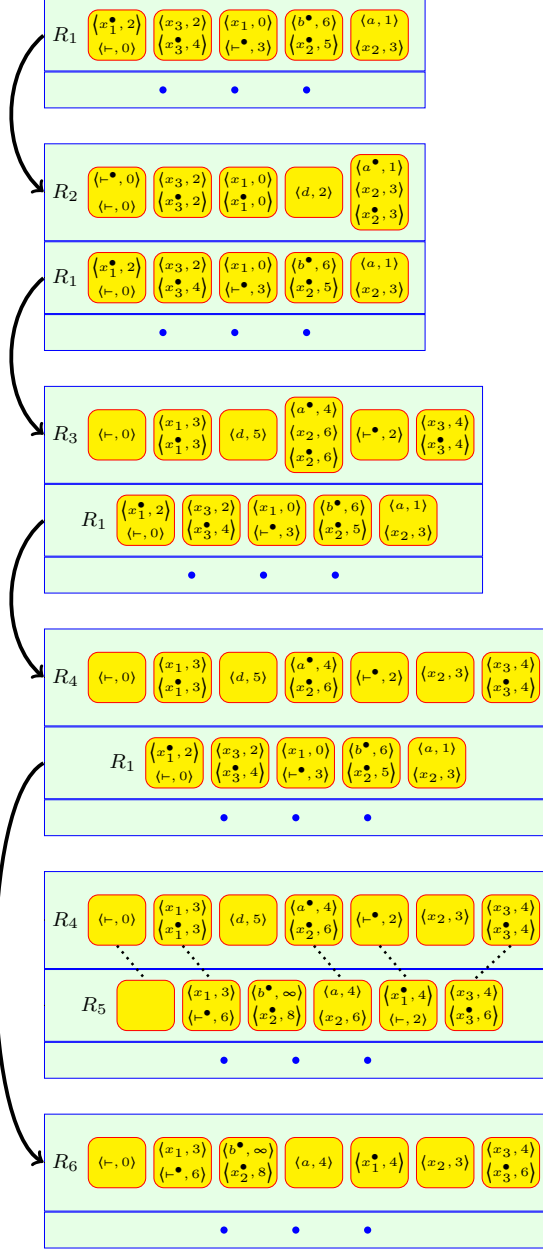 R₁ ⟨x₁•, 2⟩ ⟨x₃, 2⟩ ⟨x₁, 0⟩ ⟨b•, 6⟩ ⟨a, 1⟩
⟨⊢, 0⟩ ⟨x₃•, 4⟩ ⟨⊢•, 3⟩ ⟨x₂•, 5⟩ ⟨x₂, 3⟩
• • •
⟨a•, 1⟩
R₂ ⟨⊢•, 0⟩ ⟨x₃, 2⟩ ⟨x₁, 0⟩ ⟨d, 2⟩ ⟨x₂, 3⟩
⟨⊢, 0⟩ ⟨x₃•, 2⟩ ⟨x₁•, 0⟩ ⟨x₂•, 3⟩
R₁ ⟨x₁•, 2⟩ ⟨x₃, 2⟩ ⟨x₁, 0⟩ ⟨b•, 6⟩ ⟨a, 1⟩
⟨⊢, 0⟩ ⟨x₃•, 4⟩ ⟨⊢•, 3⟩ ⟨x₂•, 5⟩ ⟨x₂, 3⟩
• • •
⟨a•, 4⟩
R₃ ⟨⊢, 0⟩ ⟨x₁, 3⟩ ⟨d, 5⟩ ⟨x₂, 6⟩ ⟨⊢•, 2⟩ ⟨x₃, 4⟩
⟨x₁•, 3⟩ ⟨x₂•, 6⟩ ⟨x₃•, 4⟩
R₁ ⟨x₁•, 2⟩ ⟨x₃, 2⟩ ⟨x₁, 0⟩ ⟨b•, 6⟩ ⟨a, 1⟩
⟨⊢, 0⟩ ⟨x₃•, 4⟩ ⟨⊢•, 3⟩ ⟨x₂•, 5⟩ ⟨x₂, 3⟩
• • •
R₄ ⟨⊢, 0⟩ ⟨x₁, 3⟩ ⟨d, 5⟩ ⟨a•, 4⟩ ⟨⊢•, 2⟩ ⟨x₂, 3⟩ ⟨x₃, 4⟩
⟨x₁•, 3⟩ ⟨x₂•, 6⟩ ⟨x₃•, 4⟩
R₁ ⟨x₁•, 2⟩ ⟨x₃, 2⟩ ⟨x₁, 0⟩ ⟨b•, 6⟩ ⟨a, 1⟩
⟨⊢, 0⟩ ⟨x₃•, 4⟩ ⟨⊢•, 3⟩ ⟨x₂•, 5⟩ ⟨x₂, 3⟩
• • •
R₄ ⟨⊢, 0⟩ ⟨x₁, 3⟩ ⟨d, 5⟩ ⟨a•, 4⟩ ⟨⊢•, 2⟩ ⟨x₂, 3⟩ ⟨x₃, 4⟩
⟨x₁•, 3⟩ ⟨x₂•, 6⟩ ⟨x₃•, 4⟩
R₅ ⟨x₁, 3⟩ ⟨b•, ∞⟩ ⟨a, 4⟩ ⟨x₁•, 4⟩ ⟨x₃, 4⟩
⟨⊢•, 6⟩ ⟨x₂•, 8⟩ ⟨x₂, 6⟩ ⟨⊢, 2⟩ ⟨x₃•, 6⟩
• • •
R₆ ⟨⊢, 0⟩ ⟨x₁, 3⟩ ⟨b•, ∞⟩ ⟨a, 4⟩ ⟨x₁•, 4⟩ ⟨x₂, 3⟩ ⟨x₃, 4⟩
⟨⊢•, 6⟩ ⟨x₂•, 8⟩ ⟨x₃•, 6⟩
• • •